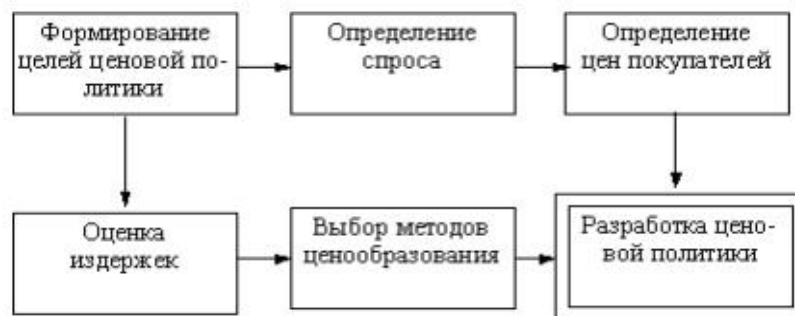 Формирование
целей ценовой по-
литики
Определение
спроса
Определение
цен покупателей
Оценка
издержек
Выбор методов
ценообразования
Разработка цено-
вой политики